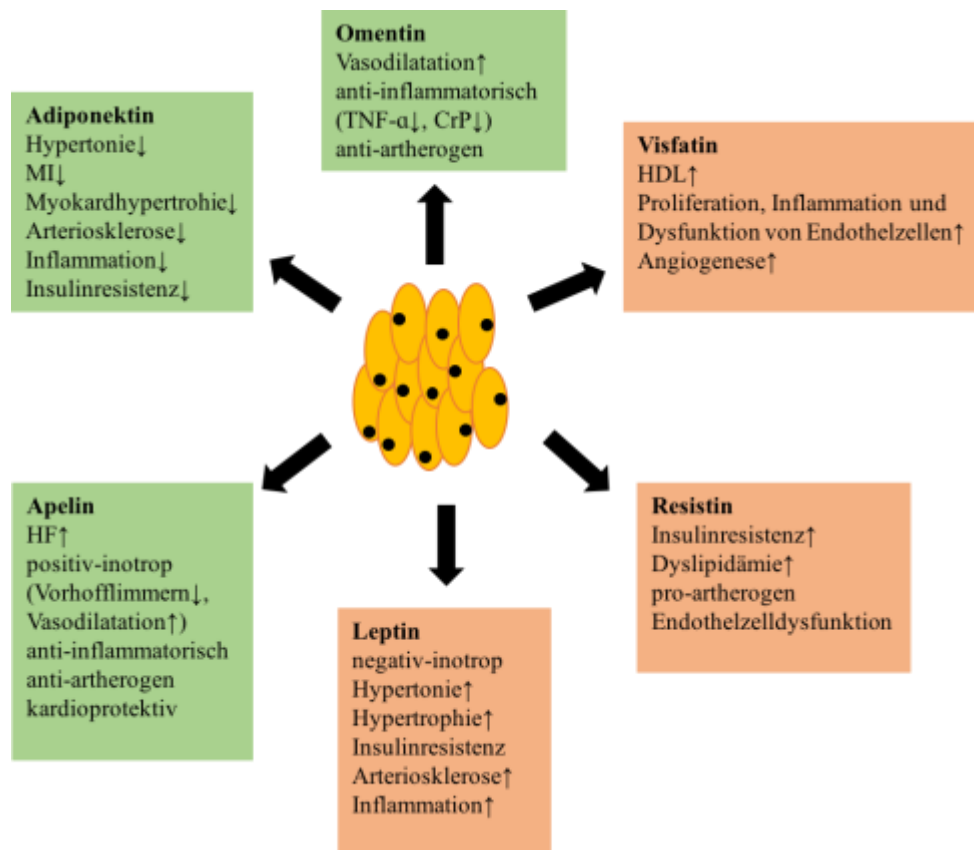 Omentin
Vasodilatation↑
anti-inflammatorisch
(TNF-α↓, CrP↓)
anti-artherogen
Adiponektin
Hypertonie↓
MI↓
Myokardhypertrohie↓
Arteriosklerose↓
Inflammation↓
Insulinresistenz↓
Visfatin
HDL↑
Proliferation, Inflammation und
Dysfunktion von Endothelzellen↑
Angiogenese↑
Apelin
HF↑
positiv-inotrop
(Vorhofflimmern↓,
Vasodilatation↑)
anti-inflammatorisch
anti-artherogen
kardioprotektiv
Leptin
negativ-inotrop
Hypertonie↑
Hypertrophie↑
Insulinresistenz
Arteriosklerose↑
Inflammation↑
Resistin
Insulinresistenz↑
Dyslipidämie↑
pro-artherogen
Endothelzelldysfunktion